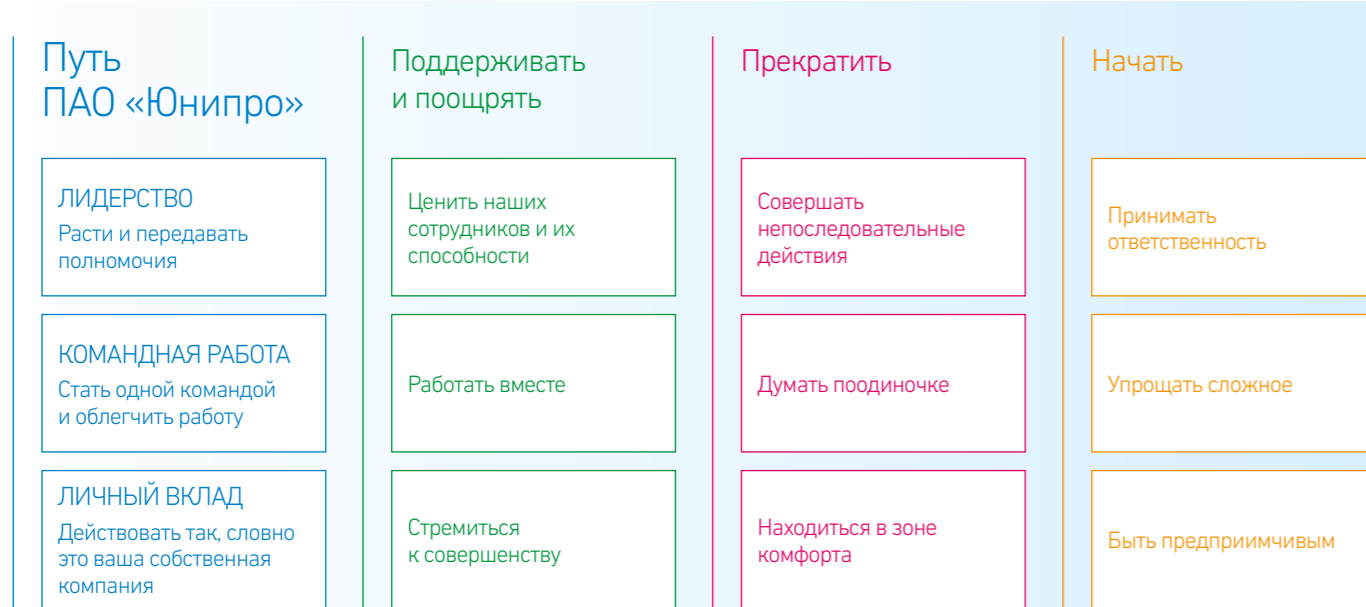 Путь
ПАО «Юнипро»
Поддерживать
и поощрять
Прекратить
Начать
ЛИДЕРСТВО
Расти и передавать
полномочия
Ценить наших
сотрудников и их
способности
Совершать
непоследовательные
действия
Принимать
ответственность
КОМАНДНАЯ РАБОТА
Стать одной командой
и облегчить работу
Работать вместе
Думать поодиночке
Упрощать сложное
ЛИЧНЫЙ ВКЛАД
Действовать так, словно
это ваша собственная
компания
Стремиться
к совершенству
Находиться в зоне
комфорта
Быть предприимчивым